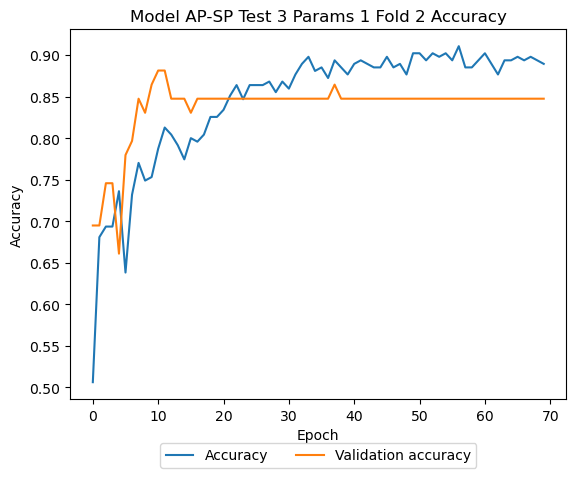 Model AP-SP Test 3 Params 1 Fold 2 Accuracy
0.90
0.85
0.80
0.75
0.70
0.65
0.60
0.55
0.50
Accuracy
0 10 20 30 40 50 60 70
Epoch
Accuracy Validation accuracy